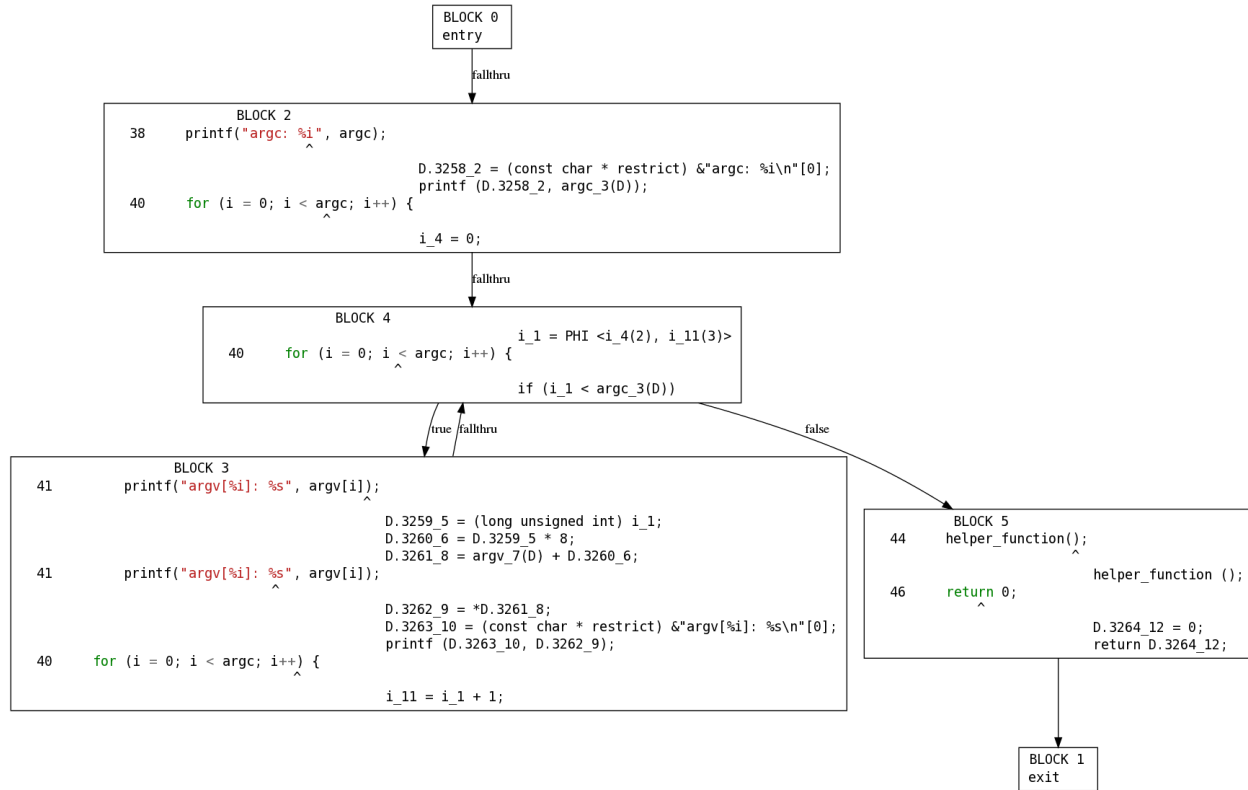 BLOCK 0
entry
fallthru
BLOCK 2
38 printf("argc: %i", argc);
^
D.3258_2 = (const char * restrict) &"argc: %i\n"[0];
printf (D.3258_2, argc_3(D));
40 for (i = 0; i < argc; i++) {
^
i_4 = 0;
fallthru
BLOCK 4
i_1 = PHI <i_4(2), i_11(3)>
40 for (i = 0; i < argc; i++) {
^
if (i_1 < argc_3(D))
true
fallthru
false
BLOCK 3
41 printf("argv[%i]: %s", argv[i]);
^
D.3259_5 = (long unsigned int) i_1;
D.3260_6 = D.3259_5 * 8;
D.3261_8 = argv_7(D) + D.3260_6;
41 printf("argv[%i]: %s", argv[i]);
^
D.3262_9 = *D.3261_8;
D.3263_10 = (const char * restrict) &"argv[%i]: %s\n"[0];
printf (D.3263_10, D.3262_9);
40 for (i = 0; i < argc; i++) {
^
i_11 = i_1 + 1;
BLOCK 5
44 helper_function();
^
helper_function ();
46 return 0;
^
D.3264_12 = 0;
return D.3264_12;
BLOCK 1
exit